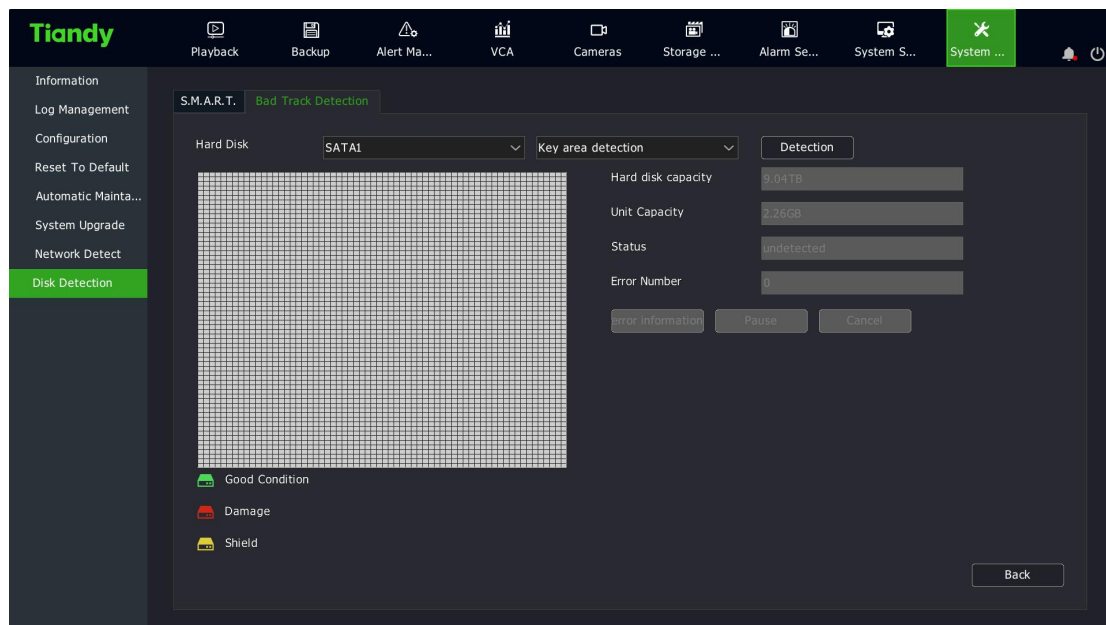 Tiandy
Playback
Backup
Alert Ma...
VCA
Cameras
Storage ...
Alarm Se...
System S...
System ...
Information
Log Management
Configuration
Reset To Default
Automatic Mainta...
System Upgrade
Network Detect
Disk Detection
S.M.A.R.T.
Bad Track Detection
Hard Disk
SATA1
Key area detection
Detection
Hard disk capacity
9.04TB
Unit Capacity
2.26GB
Status
undetected
Error Number
0
error information
Pause
Cancel
Good Condition
Damage
Shield
Back